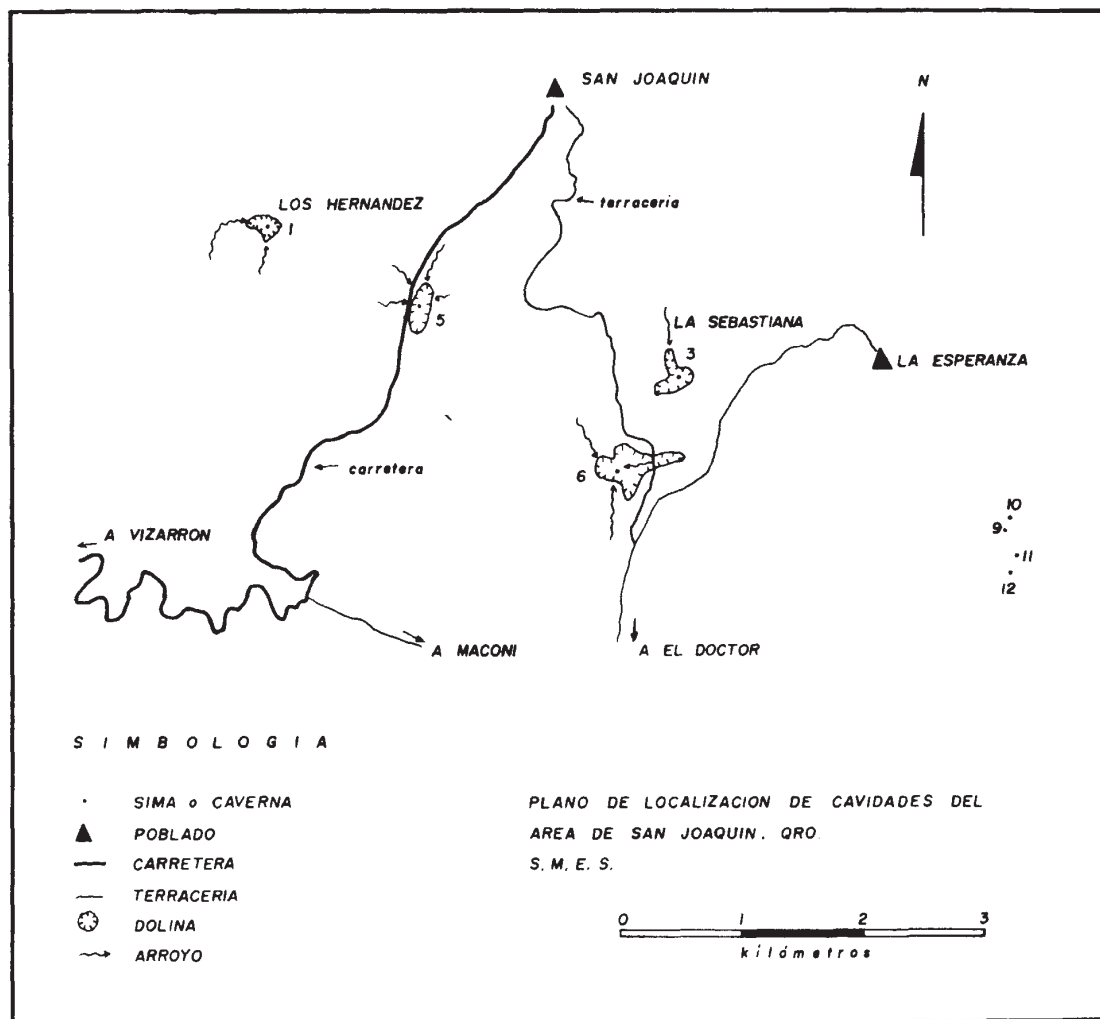 SAN JOAQUIN
N
LOS HERNANDEZ
1
terraceria
5
LA SEBASTIANA
3
LA ESPERANZA
carretera
6
10
9
11
12
A VIZARRON
A MACONI
A EL DOCTOR
SIMBOLOGIA
SIMA o CAVERNA
POBLADO
CARRETERA
TERRACERIA
DOLINA
ARROYO
PLANO DE LOCALIZACION DE CAVIDADES DEL
AREA DE SAN JOAQUIN. QRO.
S. M. E. S.
0 1 2 3
kilómetros